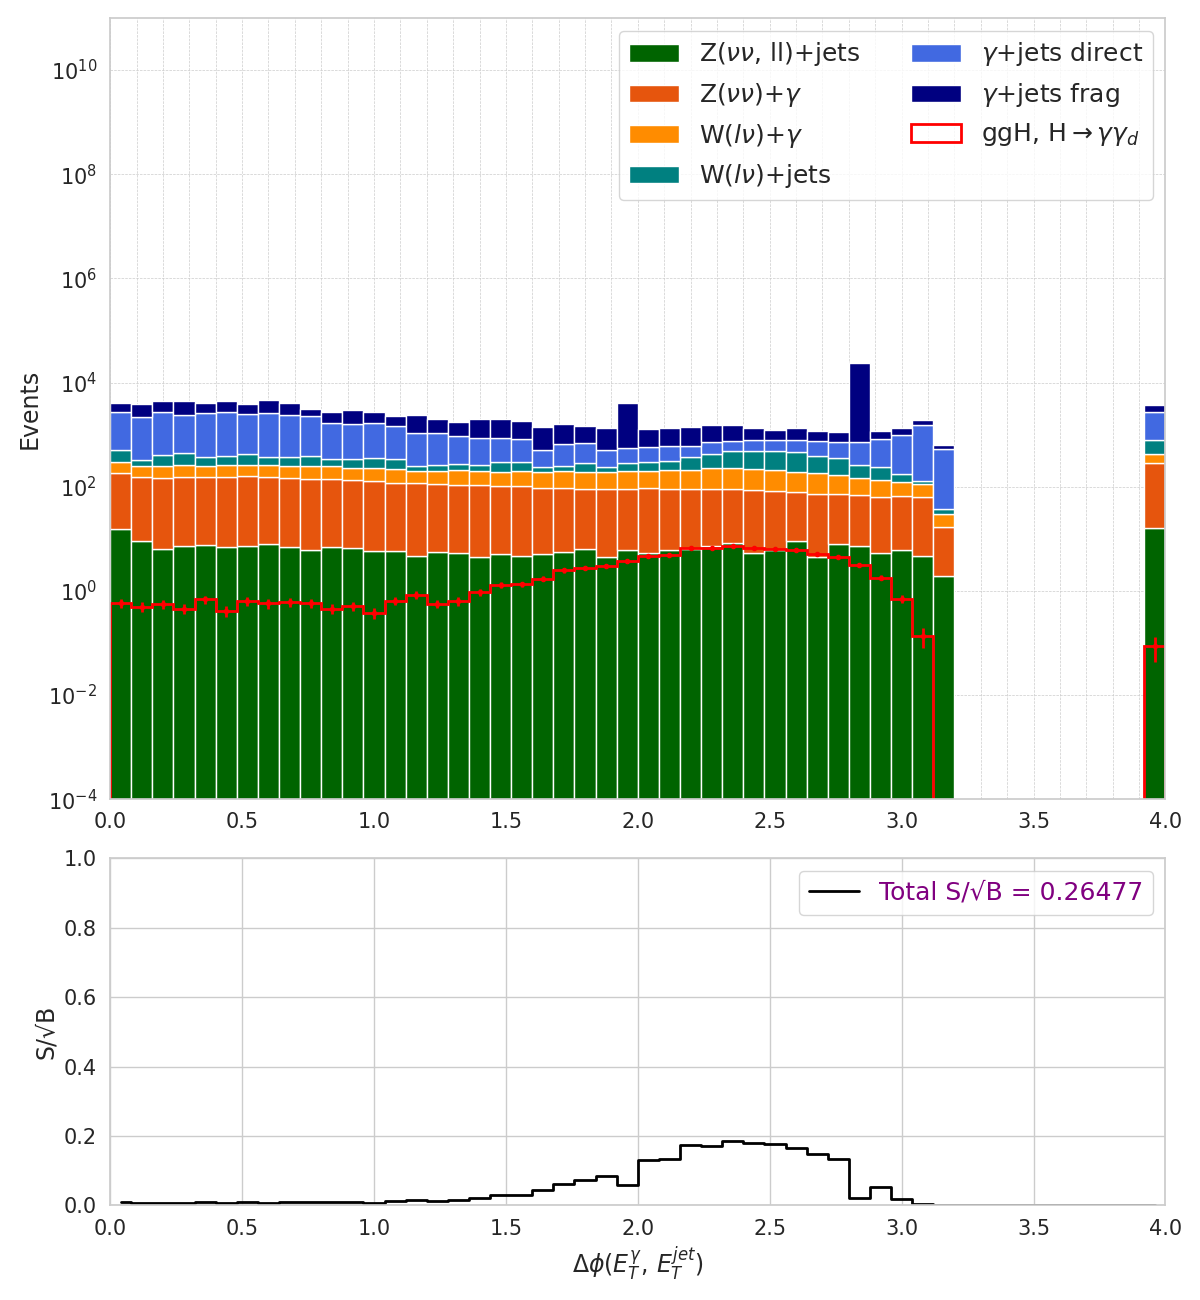 Z(νν, ll)+jets
Z(νν)+γ
W(lν)+γ
W(lν)+jets
γ+jets direct
γ+jets frag
ggH, H→γγ_d
Events
10^10
10^8
10^6
10^4
10^2
10^0
10^−2
10^−4
0.0 0.5 1.0 1.5 2.0 2.5 3.0 3.5 4.0
Total S/√B = 0.26477
S/√B
1.0
0.8
0.6
0.4
0.2
0.0
0.0 0.5 1.0 1.5 2.0 2.5 3.0 3.5 4.0
Δϕ(E_T^γ, E_T^jet)